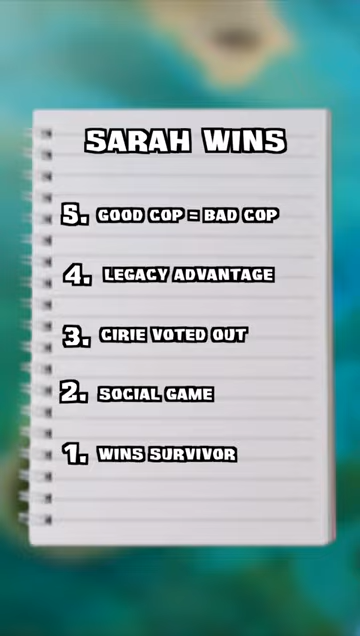 SARAH WINS
5. GOOD COP = BAD COP
4. LEGACY ADVANTAGE
3. CIRIE VOTED OUT
2. SOCIAL GAME
1. WINS SURVIVOR